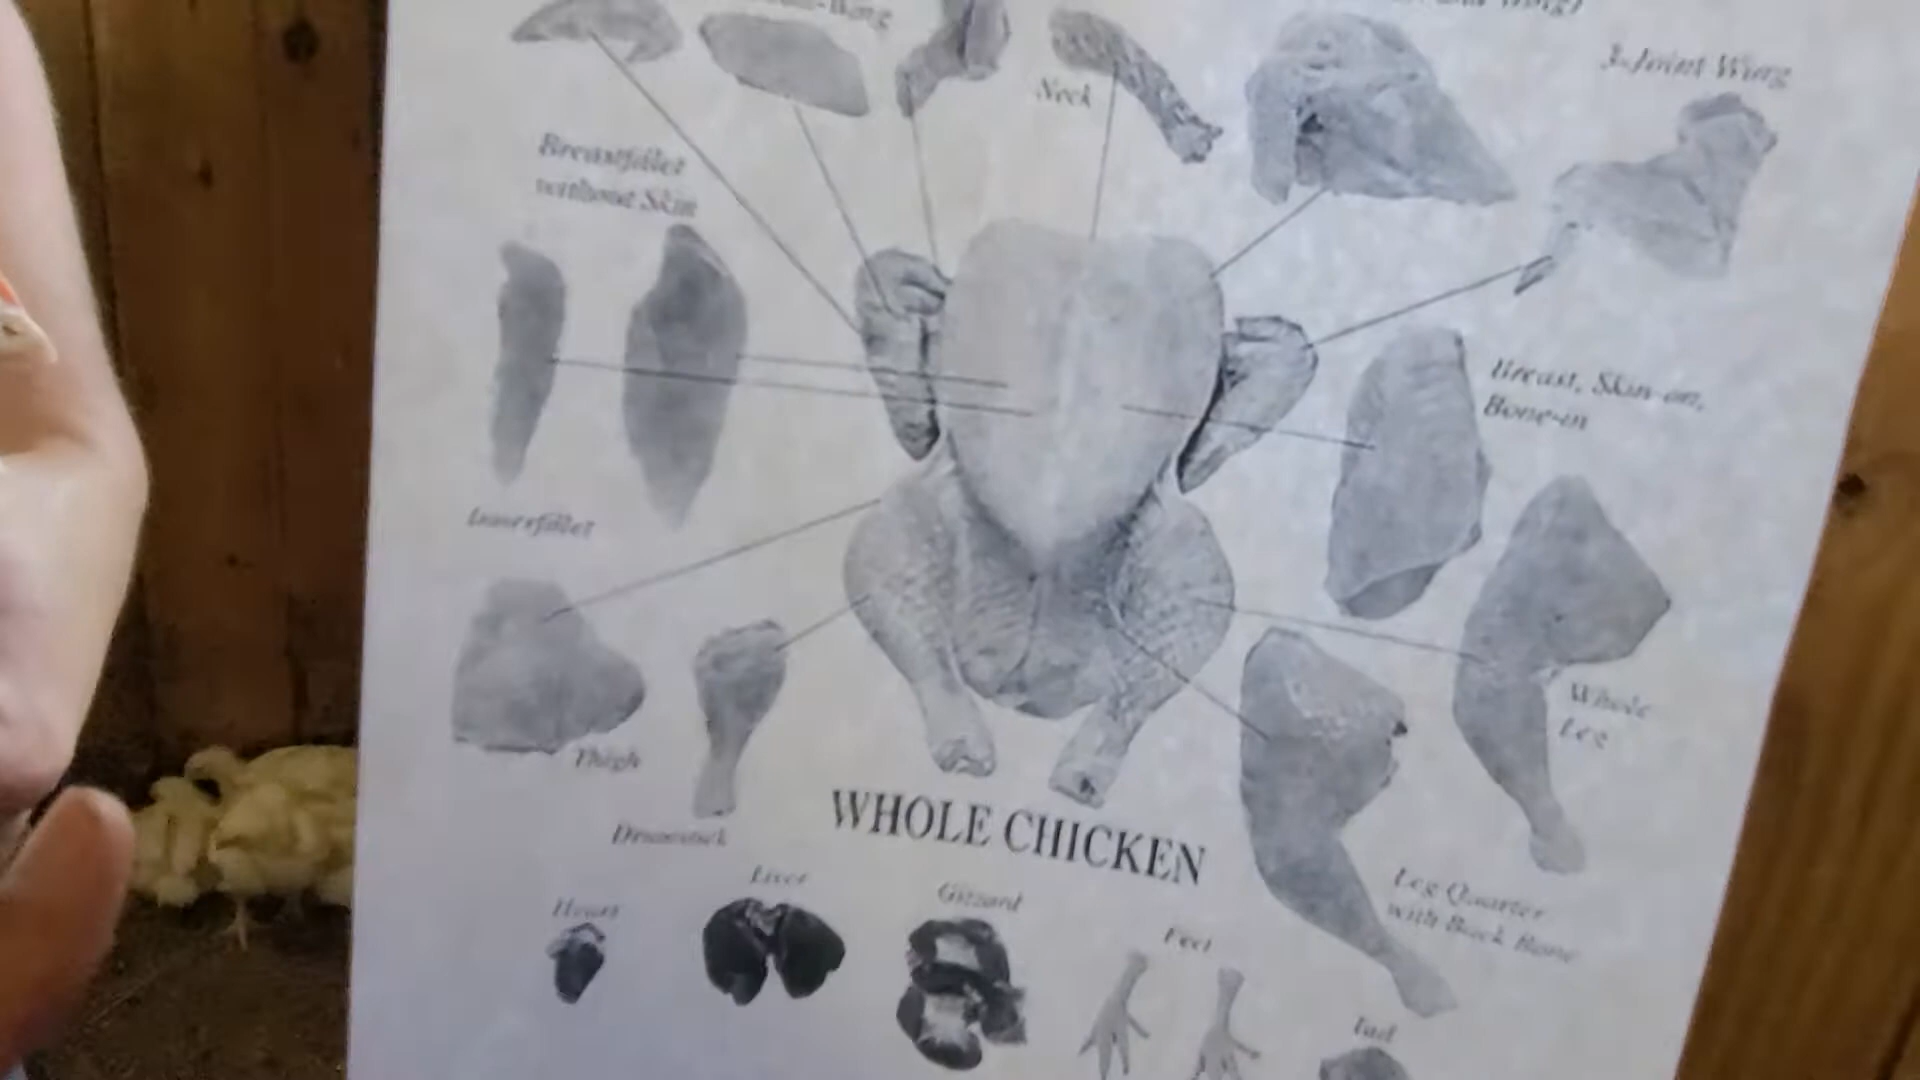 Neck
3-Joint Wing
Breastfillet
without Skin
Breast, Skin-on,
Bone-in
Innerfillet
Whole
Leg
Thigh
Drumstick
WHOLE CHICKEN
Liver
Heart
Gizzard
Leg Quarter
with Back Bone
Feet
Tail